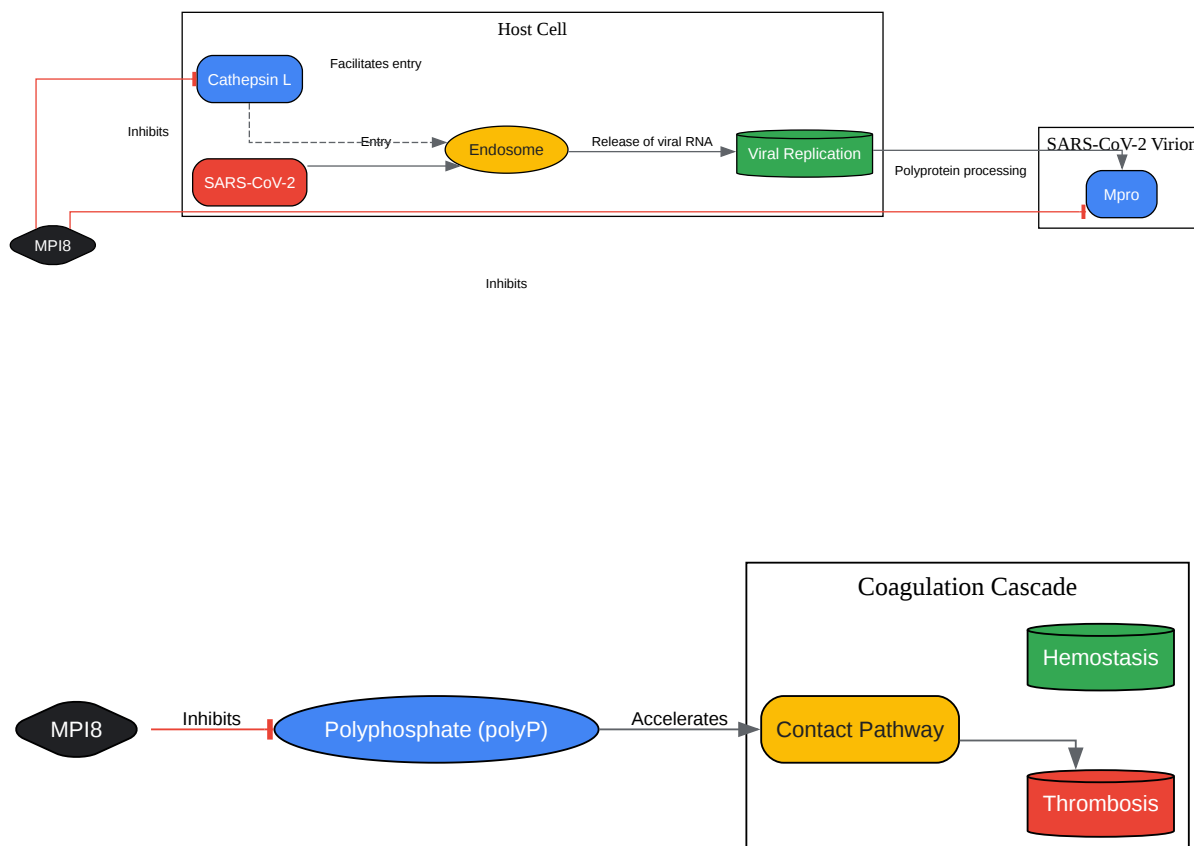 Host Cell
Facilitates entry
Cathepsin L
Inhibits
Entry
Endosome
Release of viral RNA
Viral Replication
SARS-CoV-2 Virion
SARS-CoV-2
Polyprotein processing
Mpro
MPI8
Inhibits
Coagulation Cascade
Hemostasis
MPI8
Inhibits
Polyphosphate (polyP)
Accelerates
Contact Pathway
Thrombosis